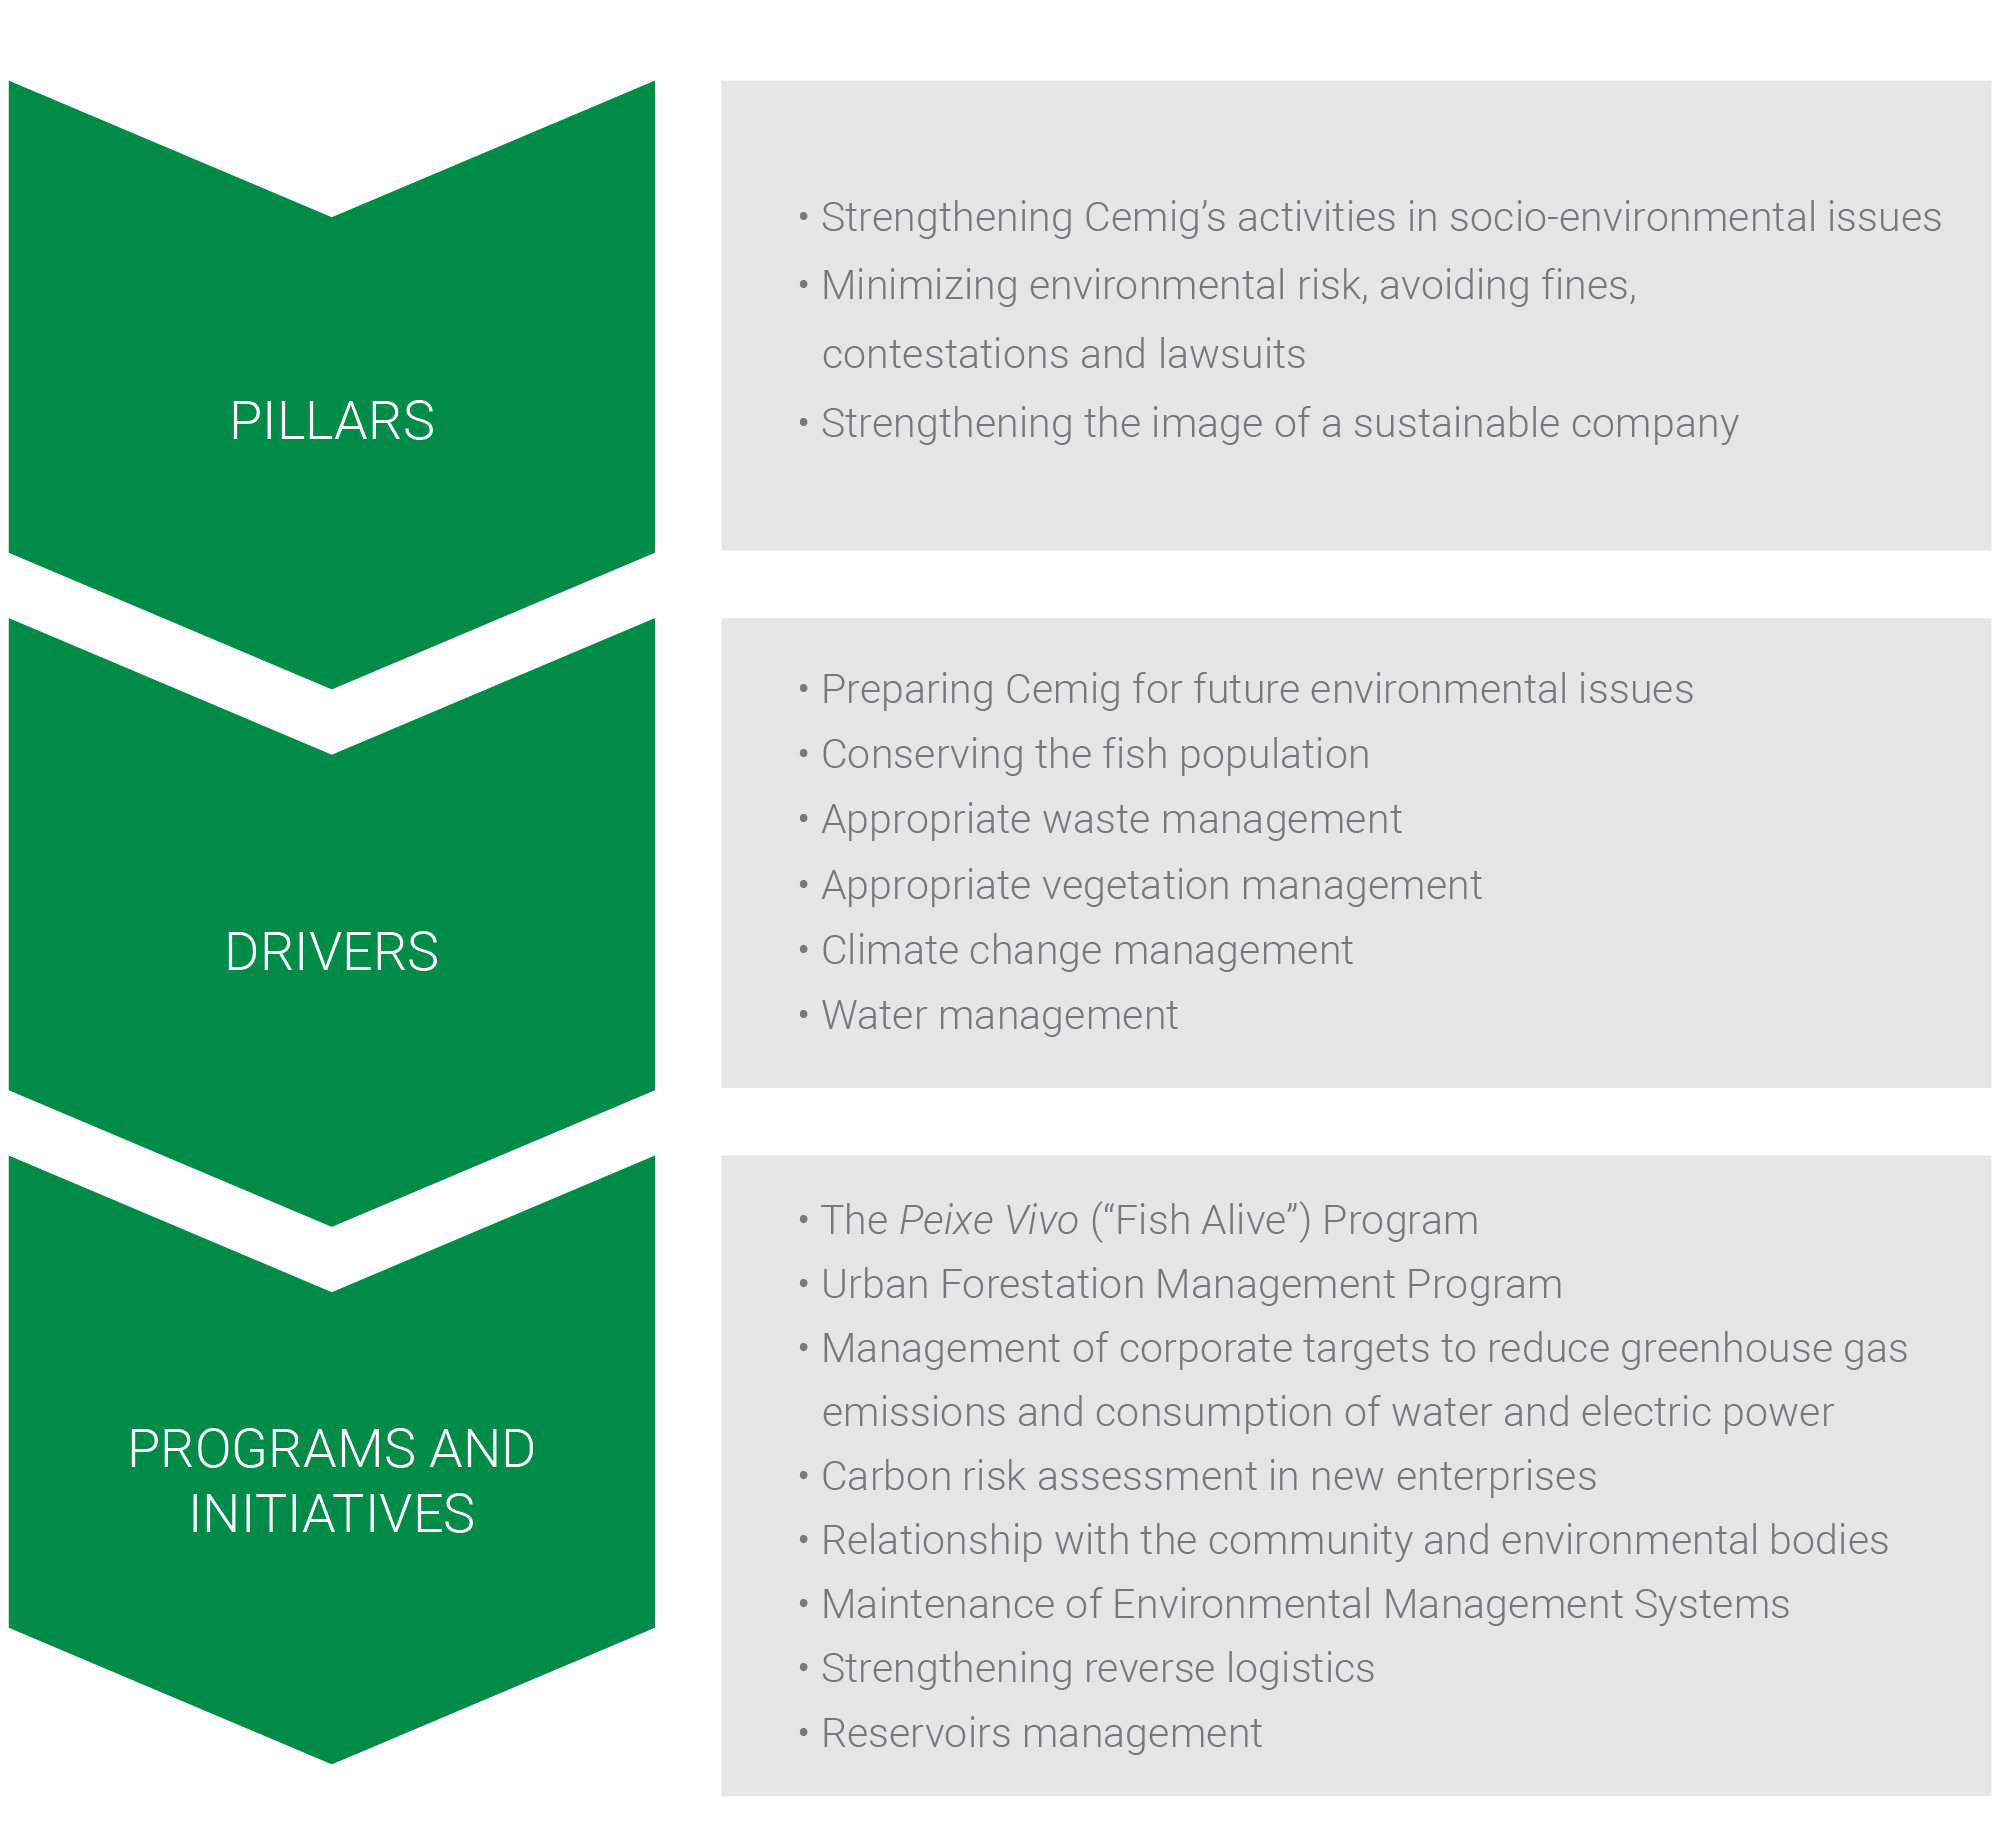 PILLARS
• Strengthening Cemig’s activities in socio-environmental issues
• Minimizing environmental risk, avoiding fines,
contestations and lawsuits
• Strengthening the image of a sustainable company
DRIVERS
• Preparing Cemig for future environmental issues
• Conserving the fish population
• Appropriate waste management
• Appropriate vegetation management
• Climate change management
• Water management
PROGRAMS AND
INITIATIVES
• The Peixe Vivo (“Fish Alive”) Program
• Urban Forestation Management Program
• Management of corporate targets to reduce greenhouse gas
emissions and consumption of water and electric power
• Carbon risk assessment in new enterprises
• Relationship with the community and environmental bodies
• Maintenance of Environmental Management Systems
• Strengthening reverse logistics
• Reservoirs management